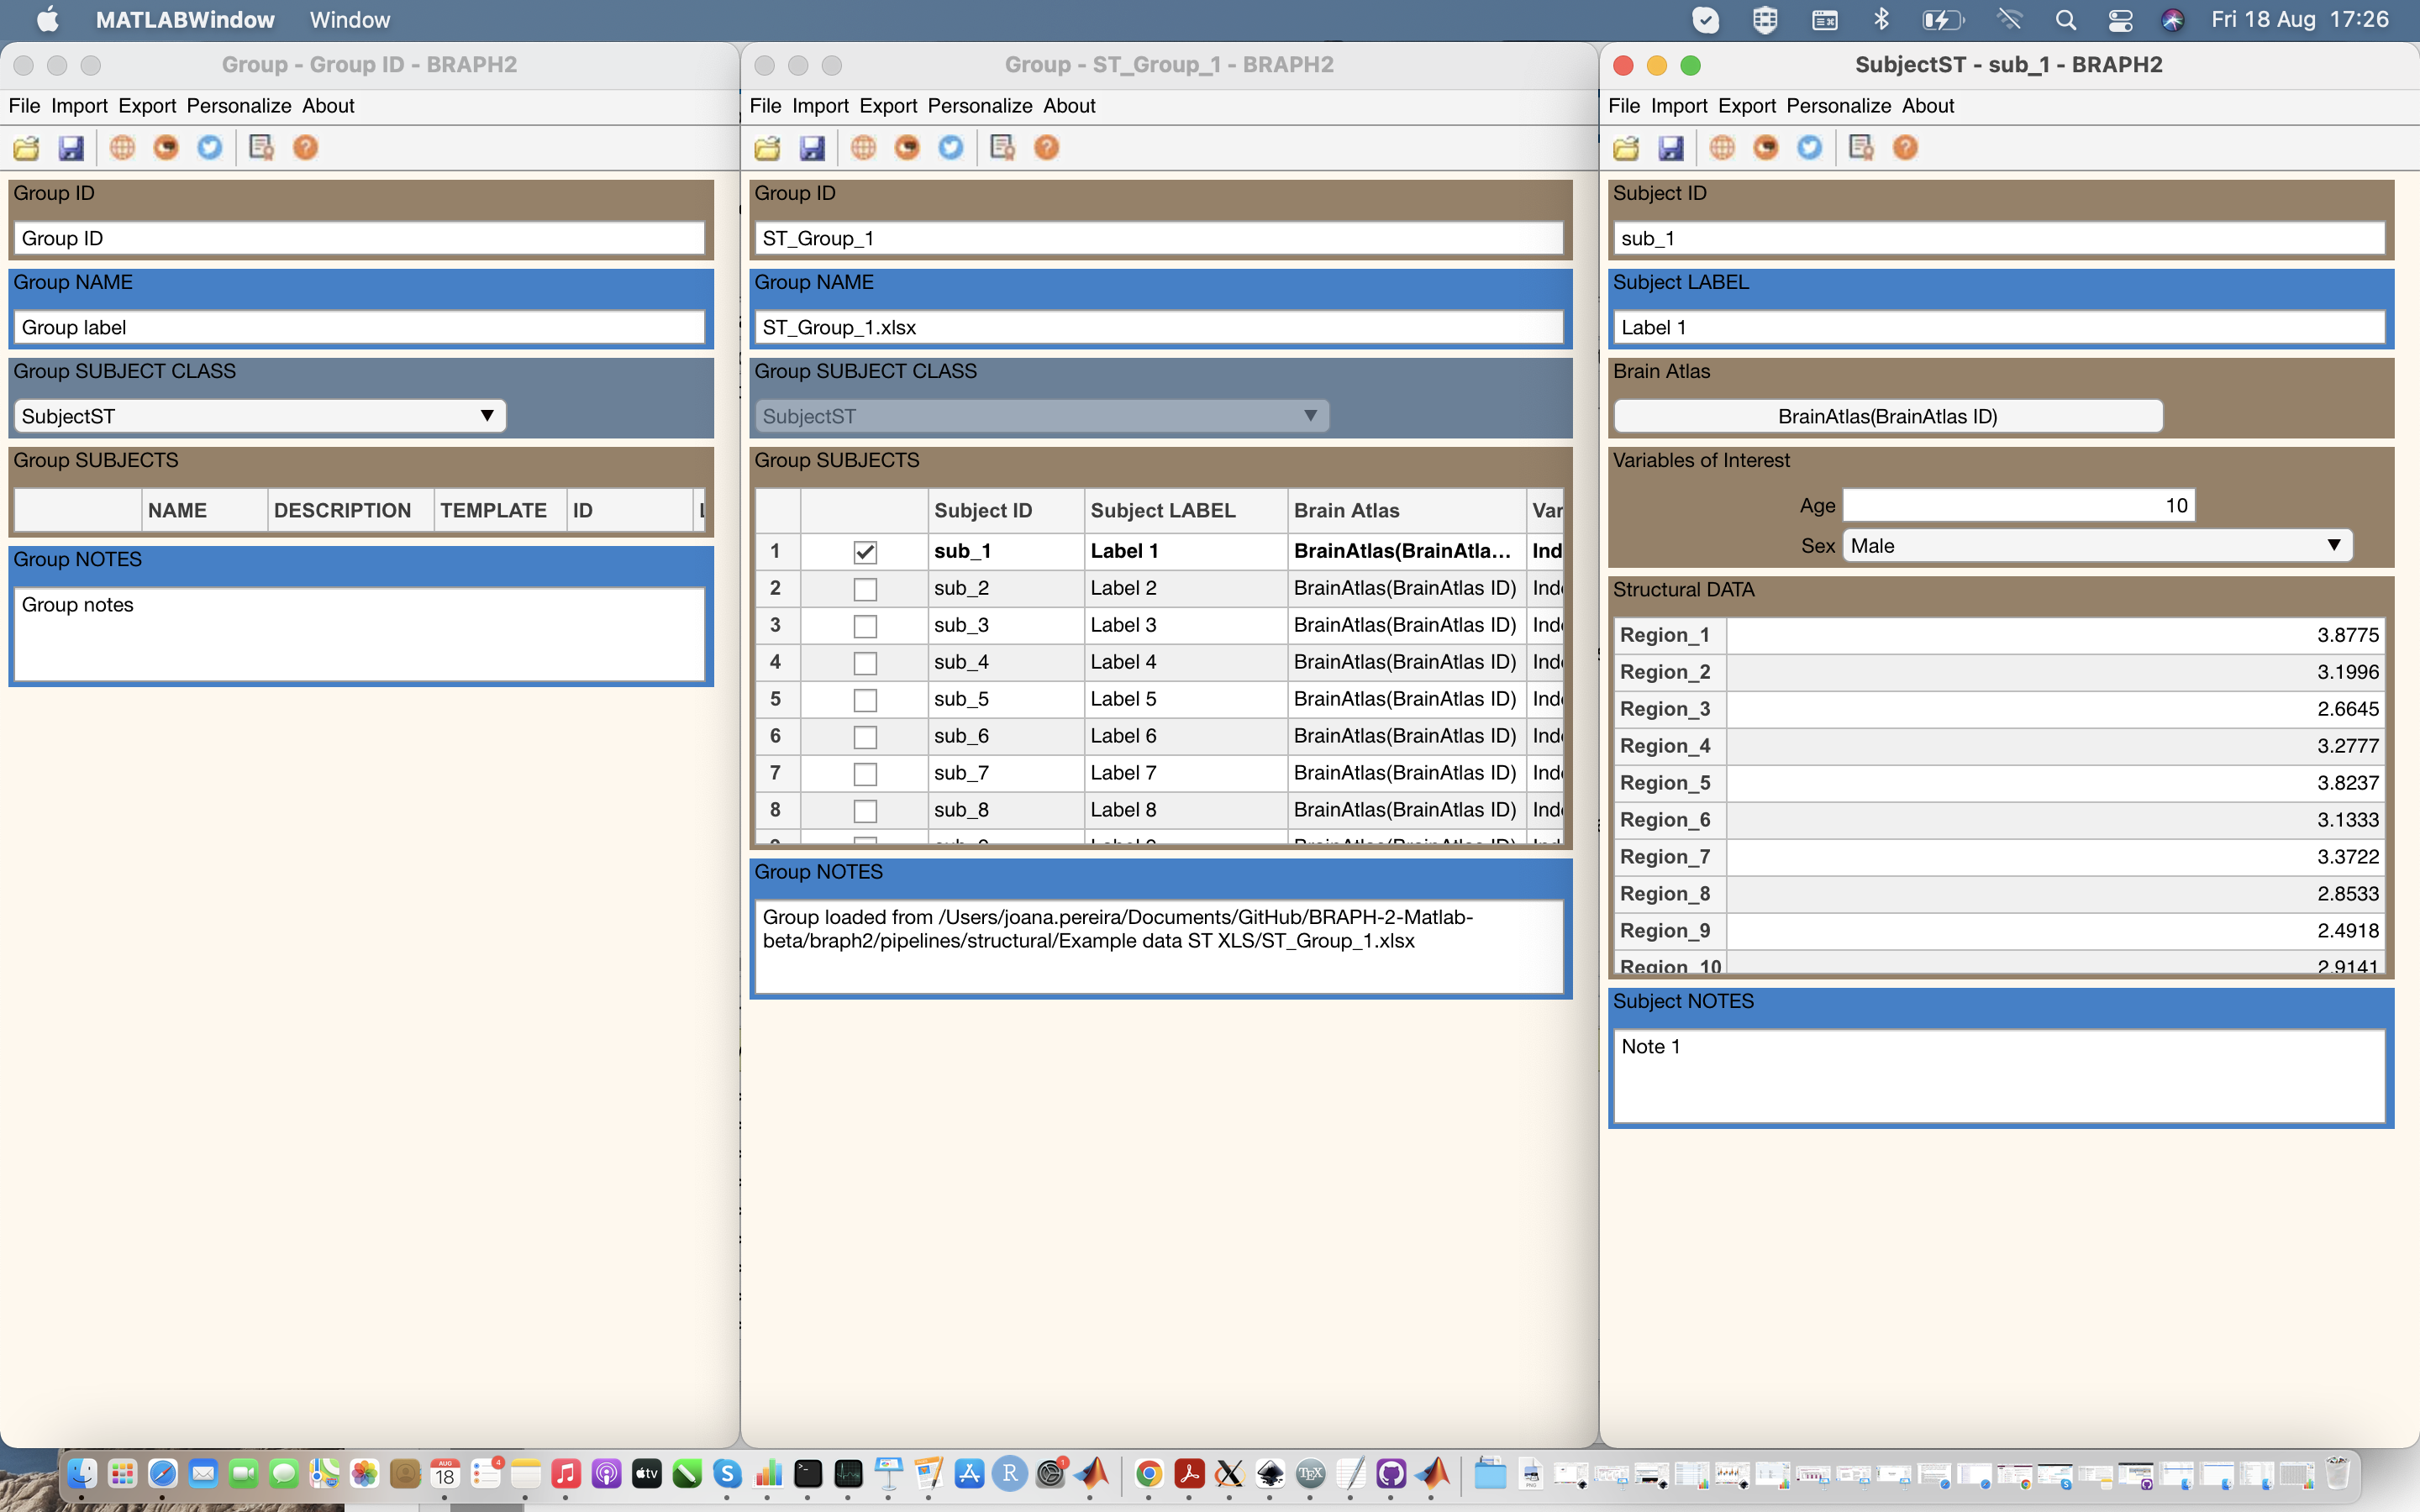 MATLABWindow Window Fri 18 Aug 17:26
Group - Group ID - BRAPH2
File Import Export Personalize About
Group ID
Group ID
Group NAME
Group label
Group SUBJECT CLASS
SubjectST
Group SUBJECTS
NAME DESCRIPTION TEMPLATE ID
Group NOTES
Group notes
Group - ST_Group_1 - BRAPH2
File Import Export Personalize About
Group ID
ST_Group_1
Group NAME
ST_Group_1.xlsx
Group SUBJECT CLASS
SubjectST
Group SUBJECTS
Subject ID Subject LABEL Brain Atlas Var
1 sub_1 Label 1 BrainAtlas(BrainAtla... Ind
2 sub_2 Label 2 BrainAtlas(BrainAtlas ID) Ind
3 sub_3 Label 3 BrainAtlas(BrainAtlas ID) Ind
4 sub_4 Label 4 BrainAtlas(BrainAtlas ID) Ind
5 sub_5 Label 5 BrainAtlas(BrainAtlas ID) Ind
6 sub_6 Label 6 BrainAtlas(BrainAtlas ID) Ind
7 sub_7 Label 7 BrainAtlas(BrainAtlas ID) Ind
8 sub_8 Label 8 BrainAtlas(BrainAtlas ID) Ind
Group NOTES
Group loaded from /Users/joana.pereira/Documents/GitHub/BRAPH-2-Matlab-
beta/braph2/pipelines/structural/Example data ST XLS/ST_Group_1.xlsx
SubjectST - sub_1 - BRAPH2
File Import Export Personalize About
Subject ID
sub_1
Subject LABEL
Label 1
Brain Atlas
BrainAtlas(BrainAtlas ID)
Variables of Interest
Age 10
Sex Male
Structural DATA
Region_1 3.8775
Region_2 3.1996
Region_3 2.6645
Region_4 3.2777
Region_5 3.8237
Region_6 3.1333
Region_7 3.3722
Region_8 2.8533
Region_9 2.4918
Region_10 2.9141
Subject NOTES
Note 1
AUG
18
4
tv
R
1
TEX